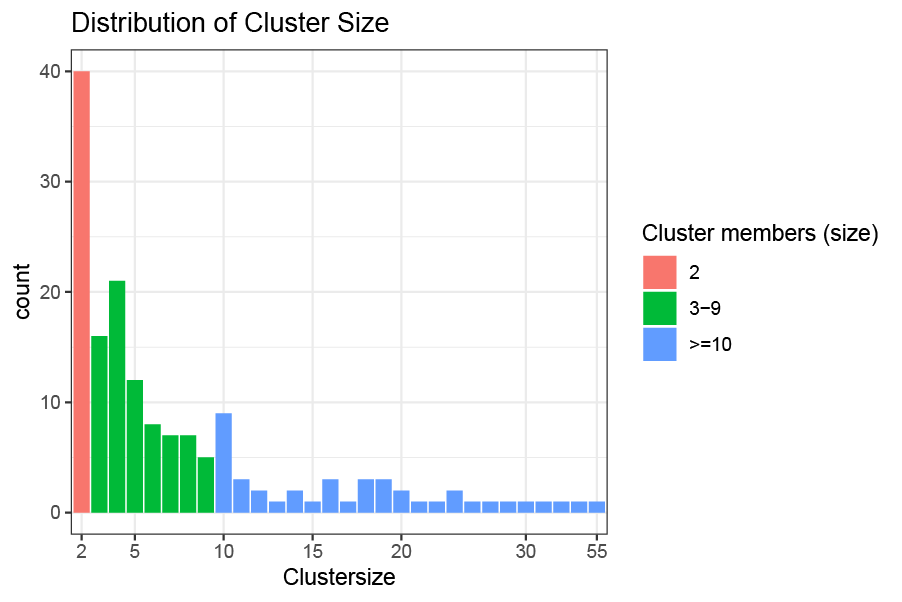 Distribution of Cluster Size
count
40
30
20
10
0
2 5 10 15 20 30 55
Clustersize
Cluster members (size)
2
3−9
>=10